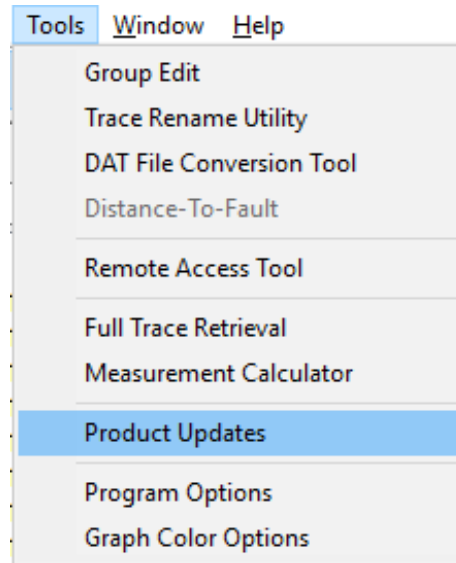 Tools Window Help
Group Edit
Trace Rename Utility
DAT File Conversion Tool
Distance-To-Fault
Remote Access Tool
Full Trace Retrieval
Measurement Calculator
Product Updates
Program Options
Graph Color Options